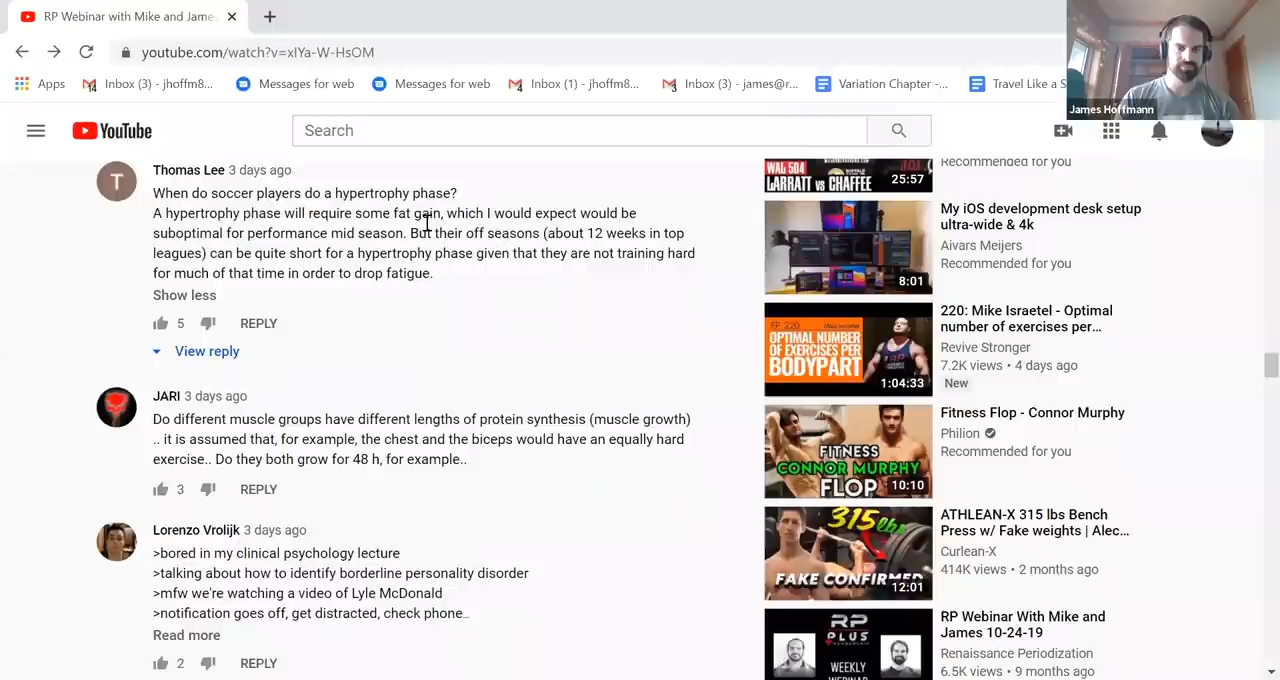 RP Webinar with Mike and James
youtube.com/watch?v=xIYa-W-HsOM
Apps
Inbox (3) - jhoffm8...
Messages for web
Messages for web
Inbox (1) - jhoffm8...
Inbox (3) - james@r...
Variation Chapter -...
Travel Like a S
James Hoffmann
YouTube
Search
Thomas Lee 3 days ago
When do soccer players do a hypertrophy phase?
A hypertrophy phase will require some fat gain, which I would expect would be
suboptimal for performance mid season. But their off seasons (about 12 weeks in top
leagues) can be quite short for a hypertrophy phase given that they are not training hard
for much of that time in order to drop fatigue.
Show less
5 REPLY
View reply
JARI 3 days ago
Do different muscle groups have different lengths of protein synthesis (muscle growth)
.. it is assumed that, for example, the chest and the biceps would have an equally hard
exercise.. Do they both grow for 48 h, for example..
3 REPLY
Lorenzo Vrolijk 3 days ago
>bored in my clinical psychology lecture
>talking about how to identify borderline personality disorder
>mfw we're watching a video of Lyle McDonald
>notification goes off, get distracted, check phone..
Read more
2 REPLY
WAL 504
LARRATT VS CHAFFEE
25:57
Recommended for you
My iOS development desk setup
ultra-wide & 4k
Aivars Meijers
Recommended for you
8:01
EP 220
OPTIMAL NUMBER
OF EXERCISES PER
BODYPART
1:04:33
220: Mike Israetel - Optimal
number of exercises per...
Revive Stronger
7.2K views • 4 days ago
New
FITNESS
CONNOR MURPHY
FLOP
10:10
Fitness Flop - Connor Murphy
Philion
Recommended for you
315lbs
FAKE CONFIRMED
12:01
ATHLEAN-X 315 lbs Bench
Press w/ Fake weights | Alec...
Curlean-X
414K views • 2 months ago
RP
PLUS
MEMBERSHIP
WEEKLY
WEBINAR
RP Webinar With Mike and
James 10-24-19
Renaissance Periodization
6.5K views • 9 months ago